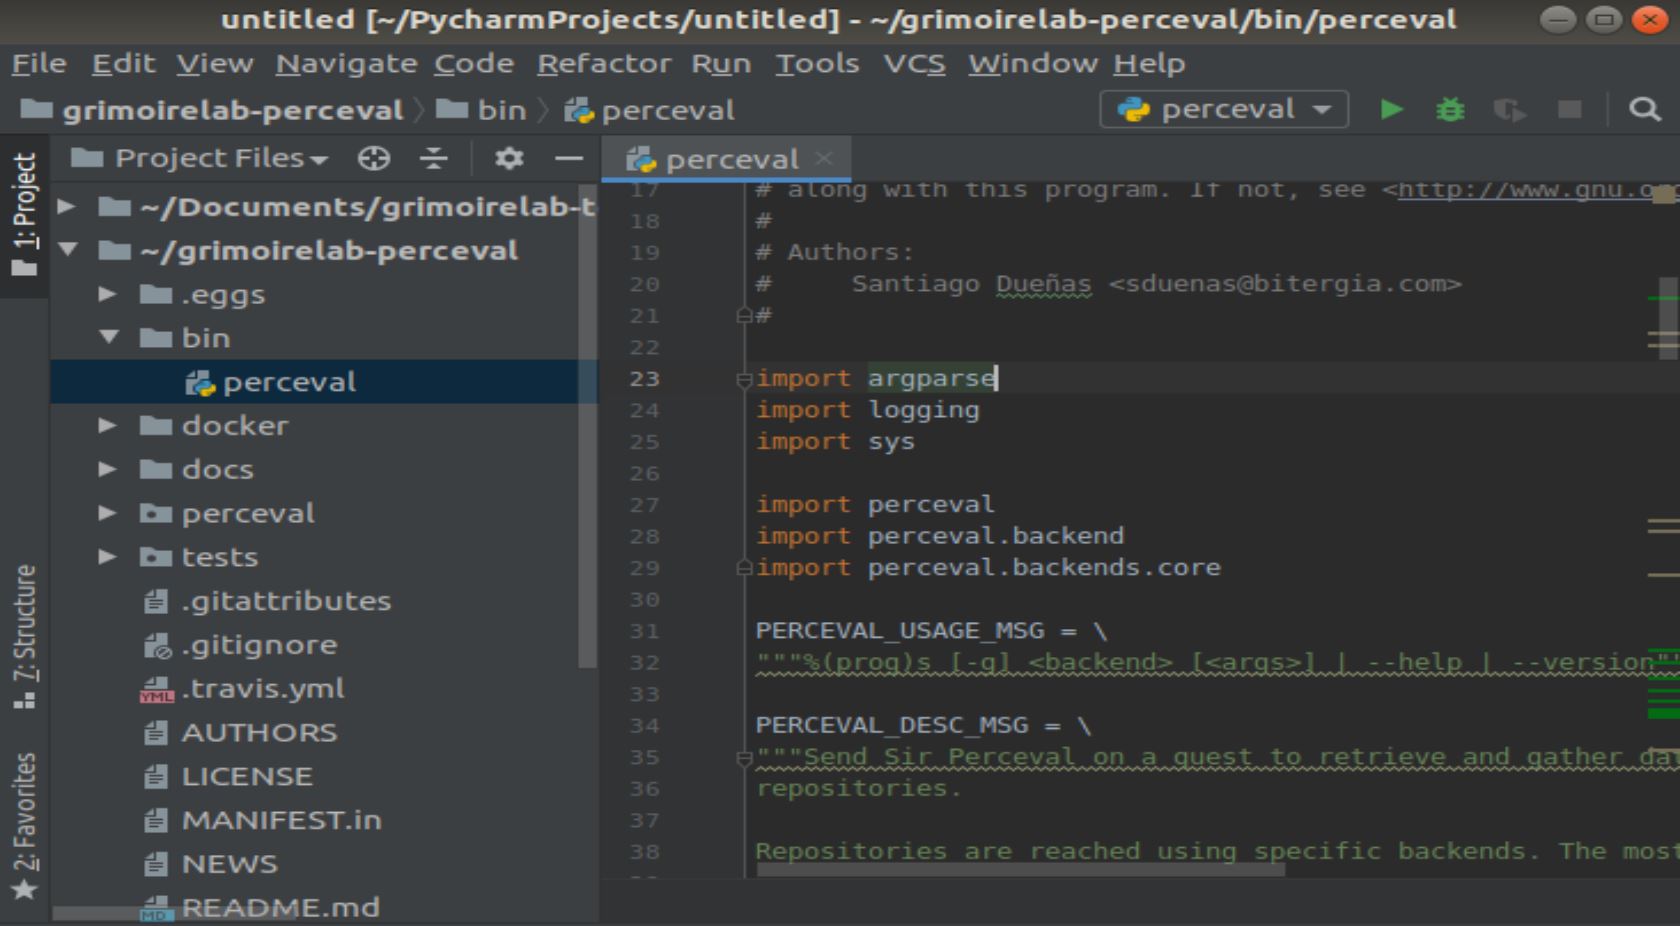 untitled [~/PycharmProjects/untitled] - ~/grimoirelab-perceval/bin/perceval
File Edit View Navigate Code Refactor Run Tools VCS Window Help
grimoirelab-perceval bin perceval perceval
1: Project
7: Structure
2: Favorites
Project Files
~/Documents/grimoirelab-t
~/grimoirelab-perceval
.eggs
bin
perceval
docker
docs
perceval
tests
.gitattributes
.gitignore
YML .travis.yml
AUTHORS
LICENSE
MANIFEST.in
NEWS
MD README.md
perceval
17 # along with this program. If not, see <http://www.gnu.org
18 #
19 # Authors:
20 #     Santiago Dueñas <sduenas@bitergia.com>
21 #
22
23 import argparse
24 import logging
25 import sys
26
27 import perceval
28 import perceval.backend
29 import perceval.backends.core
30
31 PERCEVAL_USAGE_MSG = \
32 """%(prog)s [-g] <backend> [<args>] | --help | --version""
33
34 PERCEVAL_DESC_MSG = \
35 """Send Sir Perceval on a quest to retrieve and gather dat
36 repositories.
37
38 Repositories are reached using specific backends. The most